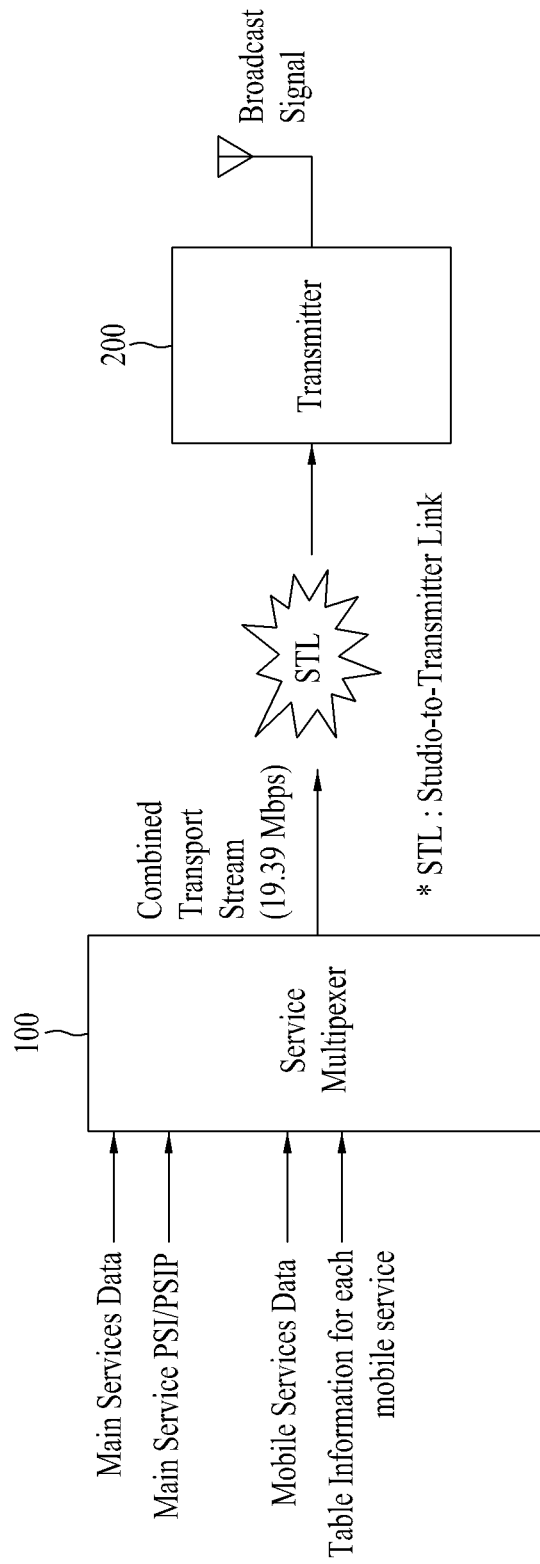 Main Services Data
Main Service PSI/PSIP
Mobile Services Data
Table Information for each
mobile service
100
Service
Multipexer
Combined
Transport
Stream
(19.39 Mbps)
STL
* STL : Studio-to-Transmitter Link
200
Transmitter
Broadcast
Signal